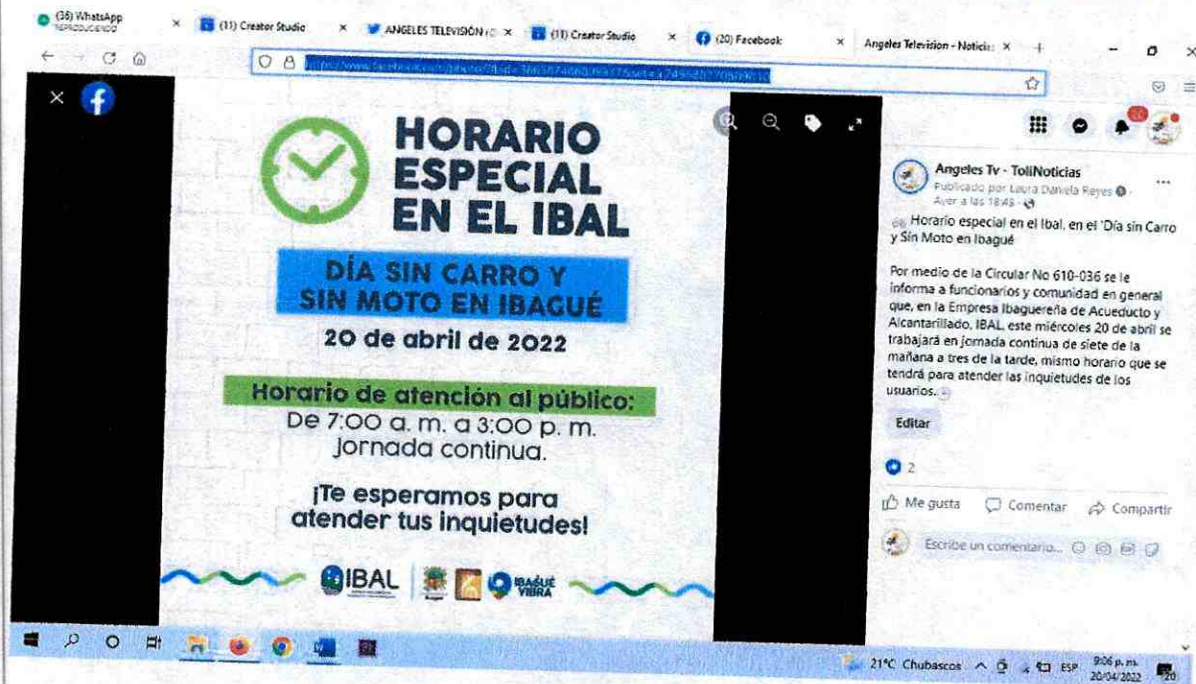 (36) WhatsApp
REPRODUCIENDO
(11) Creator Studio
ANGELES TELEVISIÓN
(11) Creator Studio
(20) Facebook
Angeles Television - Noticia
HORARIO
ESPECIAL
EN EL IBAL
DÍA SIN CARRO Y
SIN MOTO EN IBAGUÉ
20 de abril de 2022
Horario de atención al público:
De 7:00 a. m. a 3:00 p. m.
Jornada continua.
¡Te esperamos para
atender tus inquietudes!
IBAL
IBAGUÉ
VIBRA
Angeles Tv - ToliNoticias
Publicado por Laura Daniela Reyes
Ayer a las 18:45
Horario especial en el Ibal, en el 'Día sin Carro
y Sin Moto en Ibagué
Por medio de la Circular No 610-036 se le
informa a funcionarios y comunidad en general
que, en la Empresa Ibaguereña de Acueducto y
Alcantarillado, IBAL, este miércoles 20 de abril se
trabajará en jornada continua de siete de la
mañana a tres de la tarde, mismo horario que se
tendrá para atender las inquietudes de los
usuarios.
Editar
2
Me gusta
Comentar
Compartir
Escribe un comentario...
21°C Chubascos
ESP
9:06 p. m.
20/04/2022
20